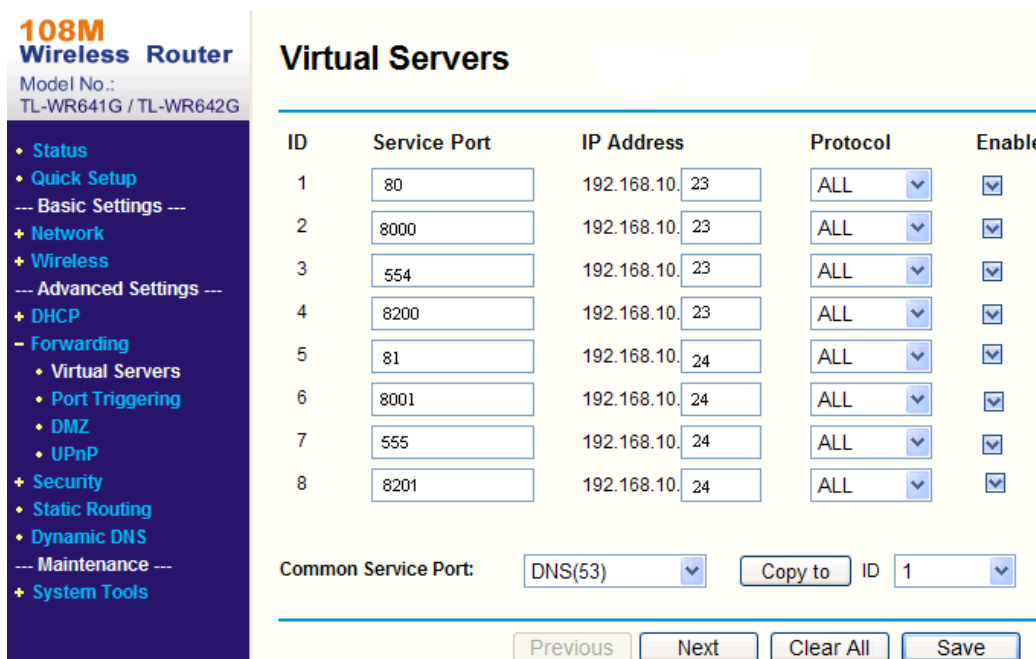 108M
Wireless Router
Model No.:
TL-WR641G / TL-WR642G
• Status
• Quick Setup
--- Basic Settings ---
+ Network
+ Wireless
--- Advanced Settings ---
+ DHCP
− Forwarding
• Virtual Servers
• Port Triggering
• DMZ
• UPnP
+ Security
• Static Routing
• Dynamic DNS
--- Maintenance ---
+ System Tools
Virtual Servers
ID Service Port IP Address Protocol Enable
1 80 192.168.10. 23 ALL
2 8000 192.168.10. 23 ALL
3 554 192.168.10. 23 ALL
4 8200 192.168.10. 23 ALL
5 81 192.168.10. 24 ALL
6 8001 192.168.10. 24 ALL
7 555 192.168.10. 24 ALL
8 8201 192.168.10. 24 ALL
Common Service Port: DNS(53) Copy to ID 1
Previous Next Clear All Save